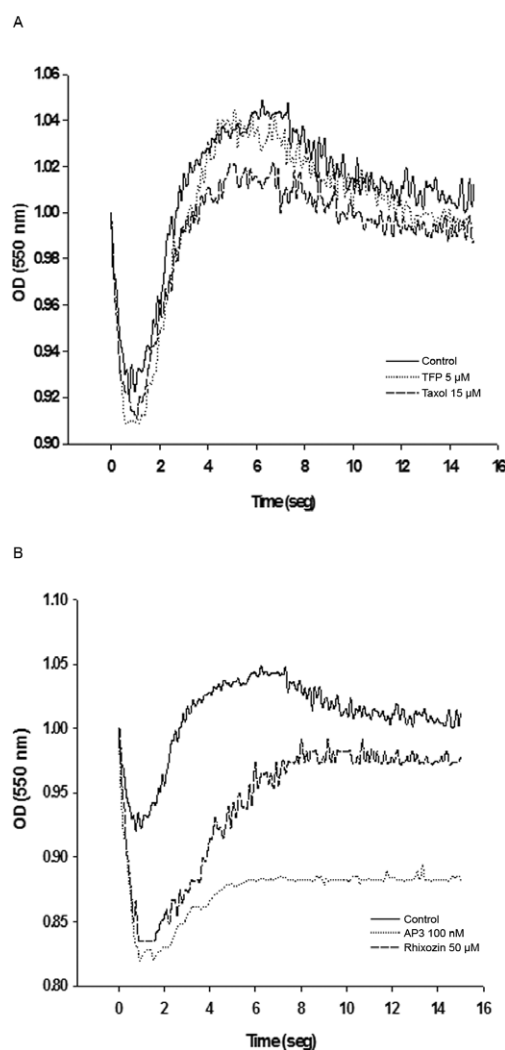 A
1.06
1.04
1.02
1.00
0.98
0.96
0.94
0.92
0.90
OD (550 nm)
Control
TFP 5 µM
Taxol 15 µM
0 2 4 6 8 10 12 14 16
Time (seg)
B
1.10
1.05
1.00
0.95
0.90
0.85
0.80
OD (550 nm)
Control
AP3 100 nM
Rhixozin 50 µM
0 2 4 6 8 10 12 14 16
Time (seg)